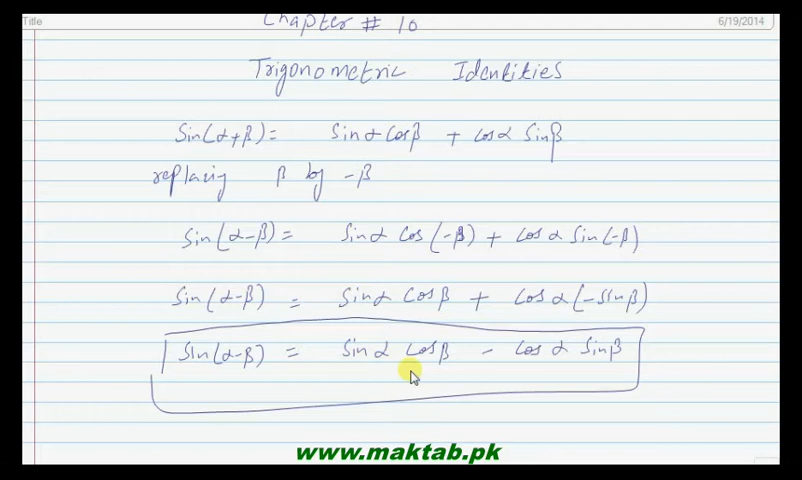 Title
6/19/2014
Chapter # 10
Trigonometric Identities
Sin(α+β)= Sinα Cosβ + Cosα Sinβ
replacing β by -β
Sin(α-β)= Sinα Cos(-β) + Cosα Sin(-β)
Sin(α-β) = Sinα Cosβ + Cosα(-Sinβ)
Sin(α-β) = Sinα Cosβ - Cosα Sinβ
www.maktab.pk